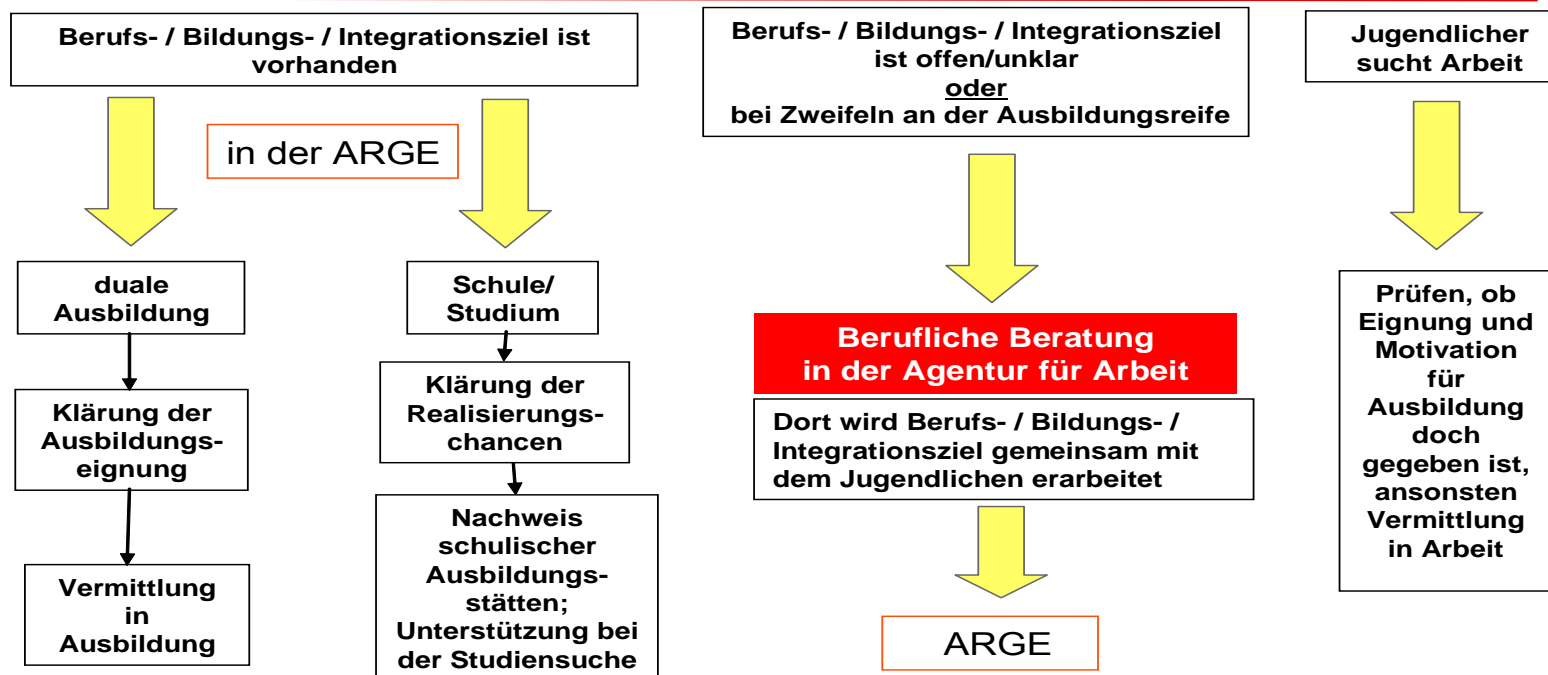 Berufs- / Bildungs- / Integrationsziel ist
vorhanden
in der ARGE
duale
Ausbildung
Klärung der
Ausbildungs-
eignung
Vermittlung
in
Ausbildung
Schule/
Studium
Klärung der
Realisierungs-
chancen
Nachweis
schulischer
Ausbildungs-
stätten;
Unterstützung bei
der Studiensuche
Berufs- / Bildungs- / Integrationsziel
ist offen/unklar
oder
bei Zweifeln an der Ausbildungsreife
Berufliche Beratung
in der Agentur für Arbeit
Dort wird Berufs- / Bildungs- /
Integrationsziel gemeinsam mit
dem Jugendlichen erarbeitet
ARGE
Jugendlicher
sucht Arbeit
Prüfen, ob
Eignung und
Motivation
für
Ausbildung
doch
gegeben ist,
ansonsten
Vermittlung
in Arbeit